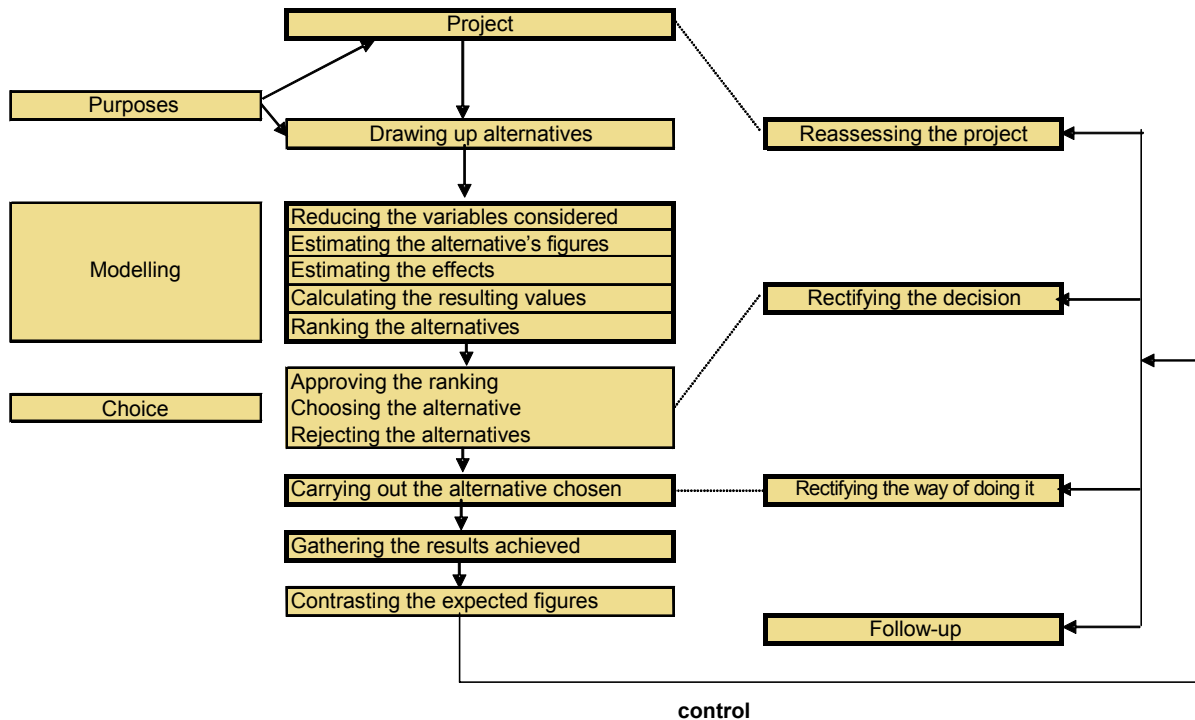 Project
Purposes
Drawing up alternatives
Reassessing the project
Modelling
Reducing the variables considered
Estimating the alternative's figures
Estimating the effects
Calculating the resulting values
Ranking the alternatives
Rectifying the decision
Choice
Approving the ranking
Choosing the alternative
Rejecting the alternatives
Carrying out the alternative chosen
Rectifying the way of doing it
Gathering the results achieved
Contrasting the expected figures
Follow-up
control